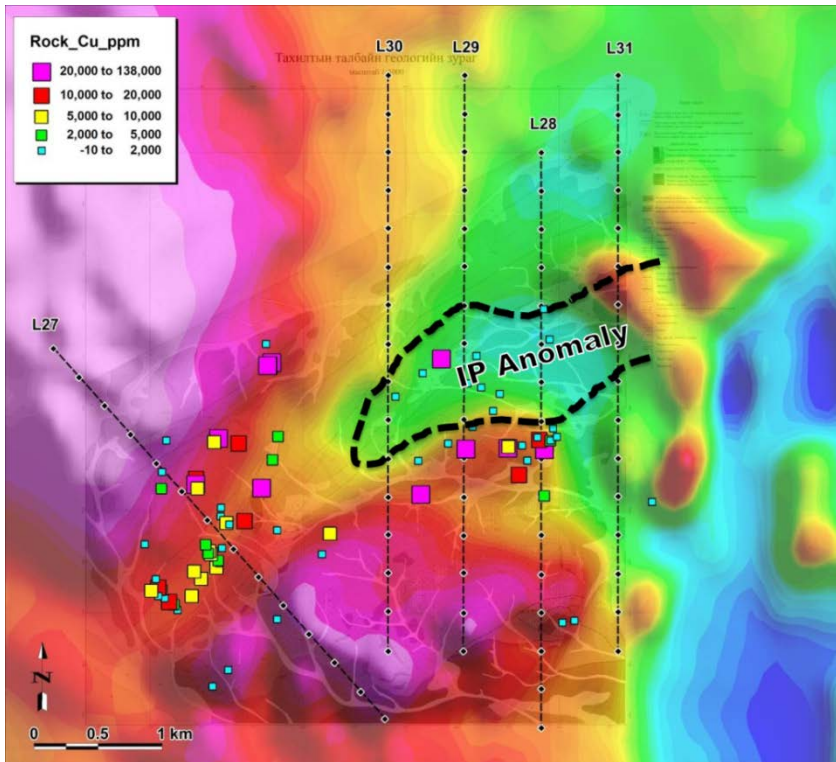 Rock_Cu_ppm
20,000 to 138,000
10,000 to 20,000
5,000 to 10,000
2,000 to 5,000
-10 to 2,000
L30
L29
L31
Тахилтын талбайн геологийн зураг
L28
L27
IP Anomaly
N
0 0.5 1 km